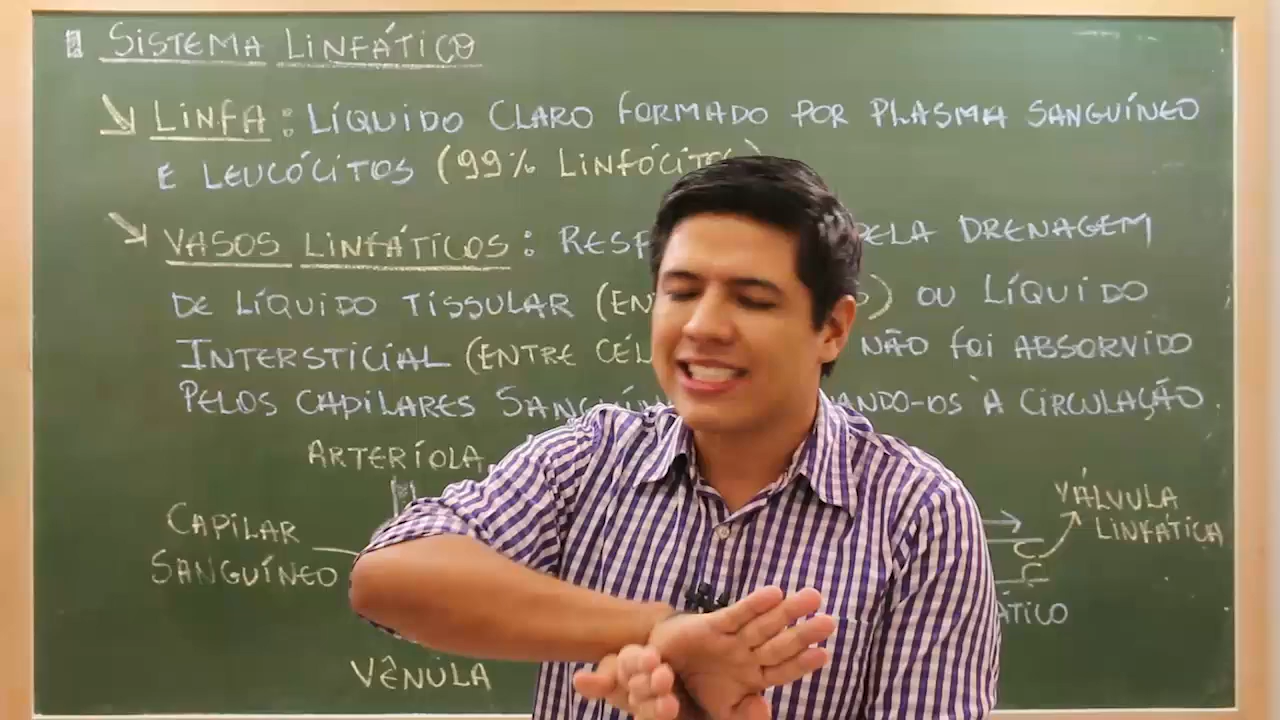 SISTEMA LINFÁTICO
LINFA: LÍQUIDO CLARO FORMADO POR PLASMA SANGUÍNEO
E LEUCÓCITOS (99% LINFÓCITOS)
VASOS LINFÁTICOS: RESP PELA DRENAGEM
DE LÍQUIDO TISSULAR (EN OU LÍQUIDO
INTERSTICIAL (ENTRE CÉL NÃO FOI ABSORVIDO
PELOS CAPILARES SANGUÍN ANDO-OS À CIRCULAÇÃO.
ARTERÍOLA
CAPILAR
SANGUÍNEO
VÊNULA
VÁLVULA
LINFÁTICA
ÁTICO